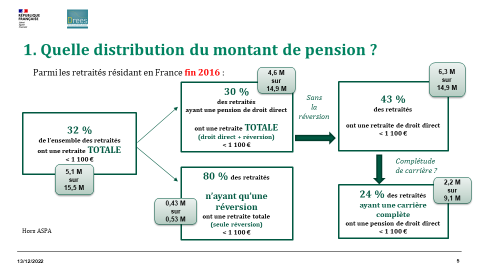 RÉPUBLIQUE
FRANÇAISE
Drees
1. Quelle distribution du montant de pension ?
Parmi les retraités résidant en France fin 2016 :
32 %
de l'ensemble des retraités
ont une retraite TOTALE
< 1 100 €
5,1 M
sur
15,5 M
30 %
des retraités
ayant une pension de droit direct
ont une retraite TOTALE
(droit direct + réversion)
< 1 100 €
4,6 M
sur
14,9 M
80 % des retraités
n'ayant qu'une
réversion
ont une retraite totale
(seule réversion)
< 1 100 €
0,43 M
sur
0,53 M
Sans
la
réversion
43 %
des retraités
ont une retraite de droit direct
< 1 100 €
6,3 M
sur
14,9 M
Complétude
de carrière ?
24 % des retraités
ayant une carrière
complète
ont une pension de droit direct
< 1 100 €
2,2 M
sur
9,1 M
Hors ASPA
13/12/2022
5